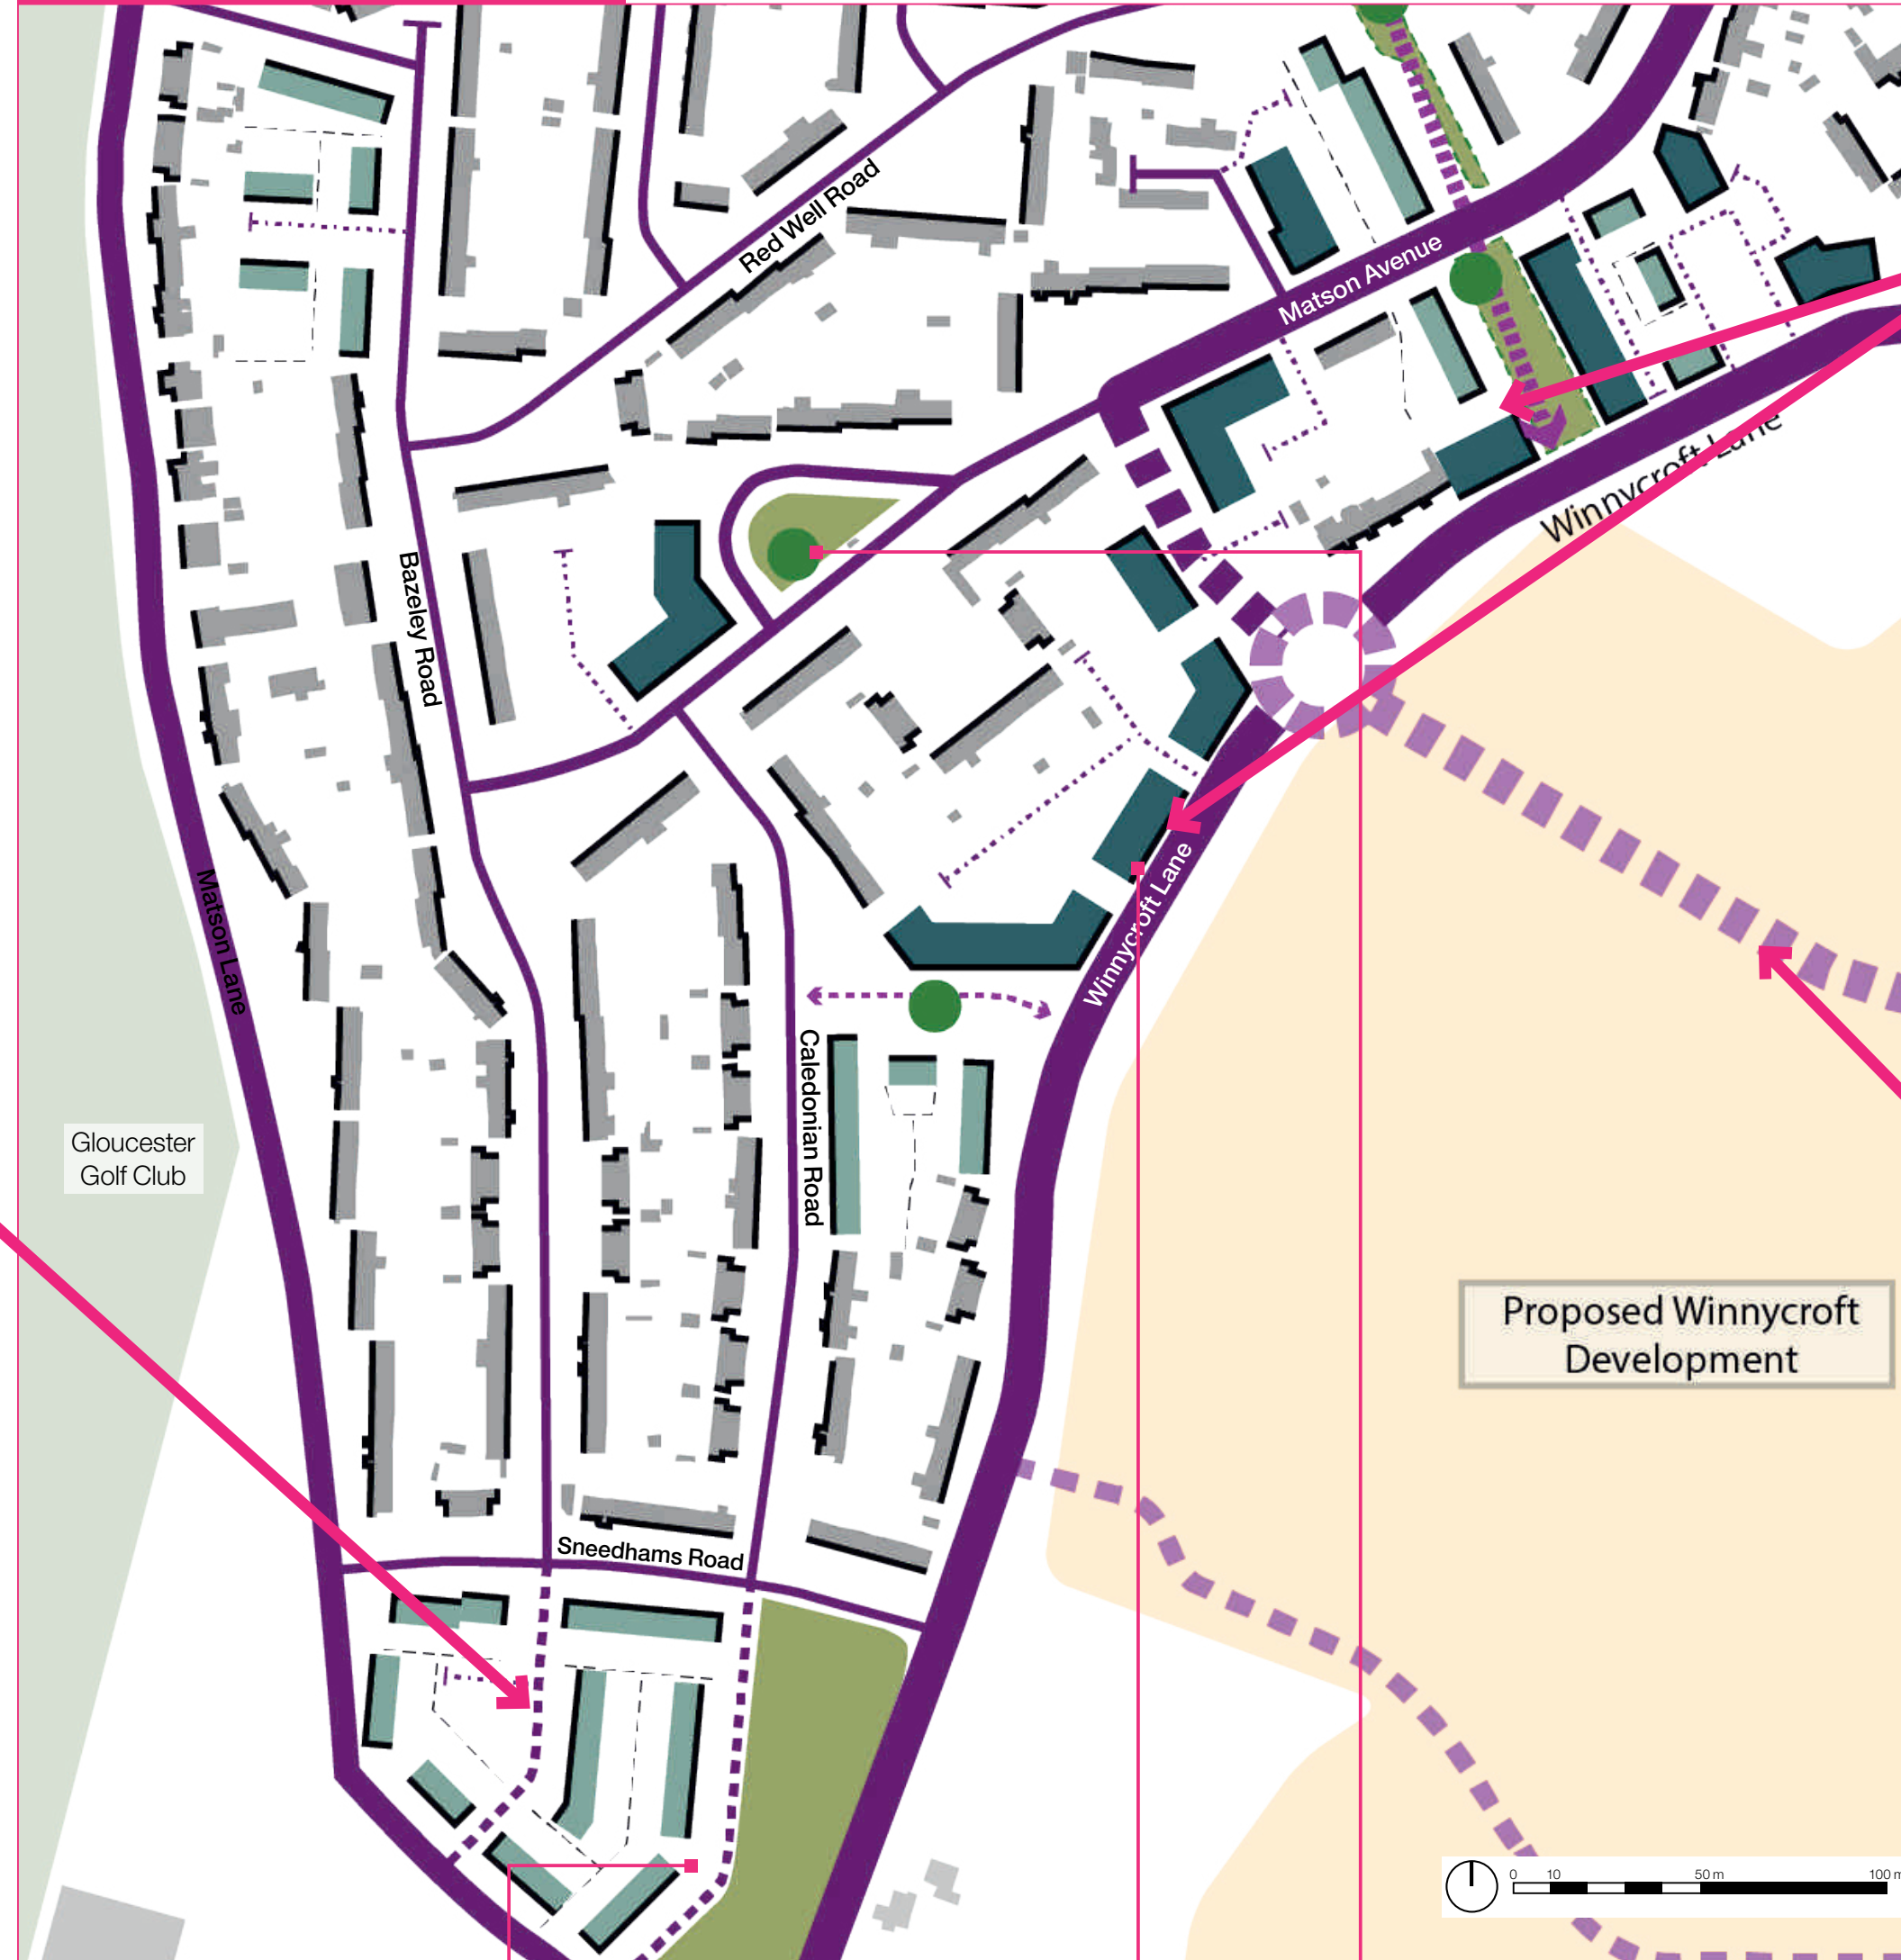 Red Well Road
Matson Avenue
Winnycroft Lane
Bazeley Road
Matson Lane
Winnycroft Lane
Caledonian Road
Gloucester
Golf Club
Proposed Winnycroft
Development
Sneedhams Road
0 10 50 m 100 m